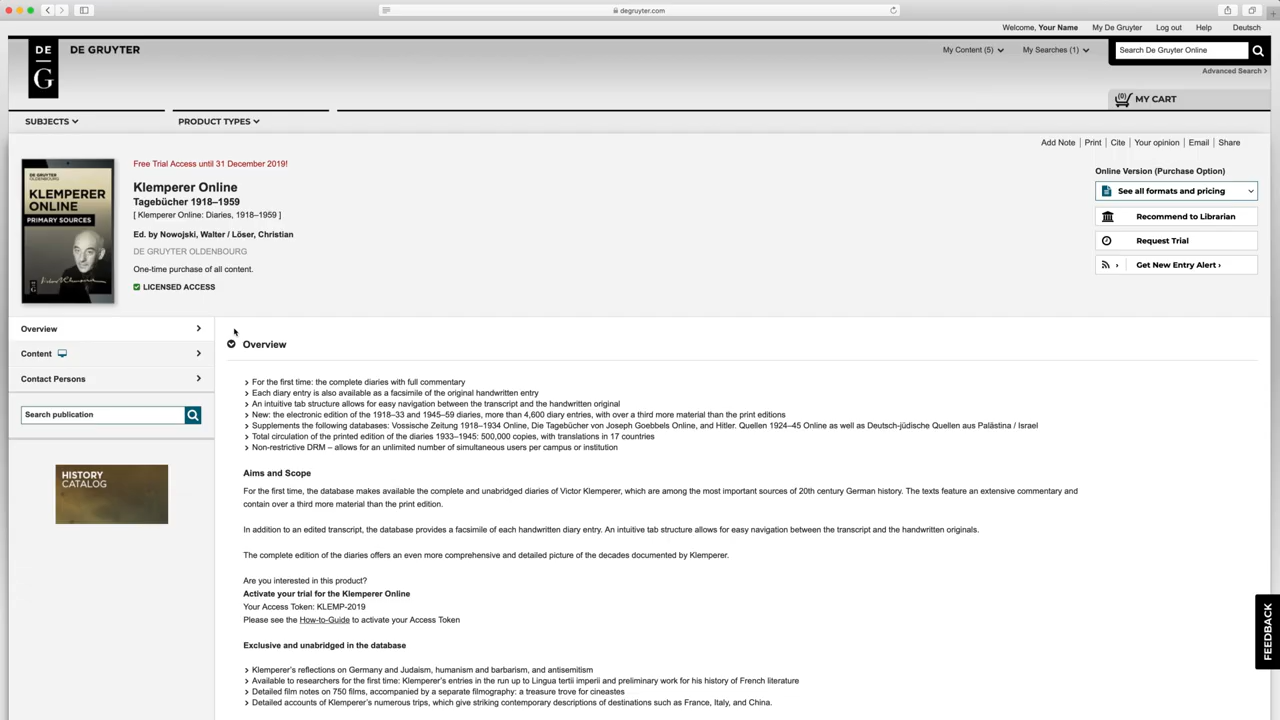 degruyter.com
Welcome, Your Name My De Gruyter Log out Help Deutsch
DE
G
DE GRUYTER
My Content (5) My Searches (1)
Search De Gruyter Online
Advanced Search >
(0) MY CART
SUBJECTS PRODUCT TYPES
Add Note | Print | Cite | Your opinion | Email | Share
KLEMPERER
ONLINE
PRIMARY SOURCES
Free Trial Access until 31 December 2019!
Klemperer Online
Tagebücher 1918–1959
[ Klemperer Online: Diaries, 1918–1959 ]
Ed. by Nowojski, Walter / Löser, Christian
DE GRUYTER OLDENBOURG
One-time purchase of all content.
LICENSED ACCESS
Online Version (Purchase Option)
See all formats and pricing
Recommend to Librarian
Request Trial
Get New Entry Alert ›
Overview
Content
Contact Persons
Search publication
HISTORY
CATALOG
Overview
For the first time: the complete diaries with full commentary
Each diary entry is also available as a facsimile of the original handwritten entry
An intuitive tab structure allows for easy navigation between the transcript and the handwritten original
New: the electronic edition of the 1918–33 and 1945–59 diaries, more than 4,600 diary entries, with over a third more material than the print editions
Supplements the following databases: Vossische Zeitung 1918–1934 Online, Die Tagebücher von Joseph Goebbels Online, and Hitler. Quellen 1924–45 Online as well as Deutsch-jüdische Quellen aus Palästina / Israel
Total circulation of the printed edition of the diaries 1933–1945: 500,000 copies, with translations in 17 countries
Non-restrictive DRM – allows for an unlimited number of simultaneous users per campus or institution
Aims and Scope
For the first time, the database makes available the complete and unabridged diaries of Victor Klemperer, which are among the most important sources of 20th century German history. The texts feature an extensive commentary and
contain over a third more material than the print edition.
In addition to an edited transcript, the database provides a facsimile of each handwritten diary entry. An intuitive tab structure allows for easy navigation between the transcript and the handwritten originals.
The complete edition of the diaries offers an even more comprehensive and detailed picture of the decades documented by Klemperer.
Are you interested in this product?
Activate your trial for the Klemperer Online
Your Access Token: KLEMP-2019
Please see the How-to-Guide to activate your Access Token
Exclusive and unabridged in the database
Klemperer's reflections on Germany and Judaism, humanism and barbarism, and antisemitism
Available to researchers for the first time: Klemperer's entries in the run up to Lingua tertii imperii and preliminary work for his history of French literature
Detailed film notes on 750 films, accompanied by a separate filmography: a treasure trove for cineastes
Detailed accounts of Klemperer's numerous trips, which give striking contemporary descriptions of destinations such as France, Italy, and China.
FEEDBACK